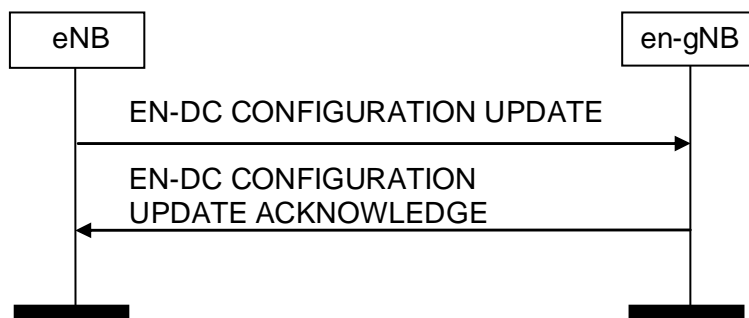 eNB
en-gNB
EN-DC CONFIGURATION UPDATE
EN-DC CONFIGURATION
UPDATE ACKNOWLEDGE